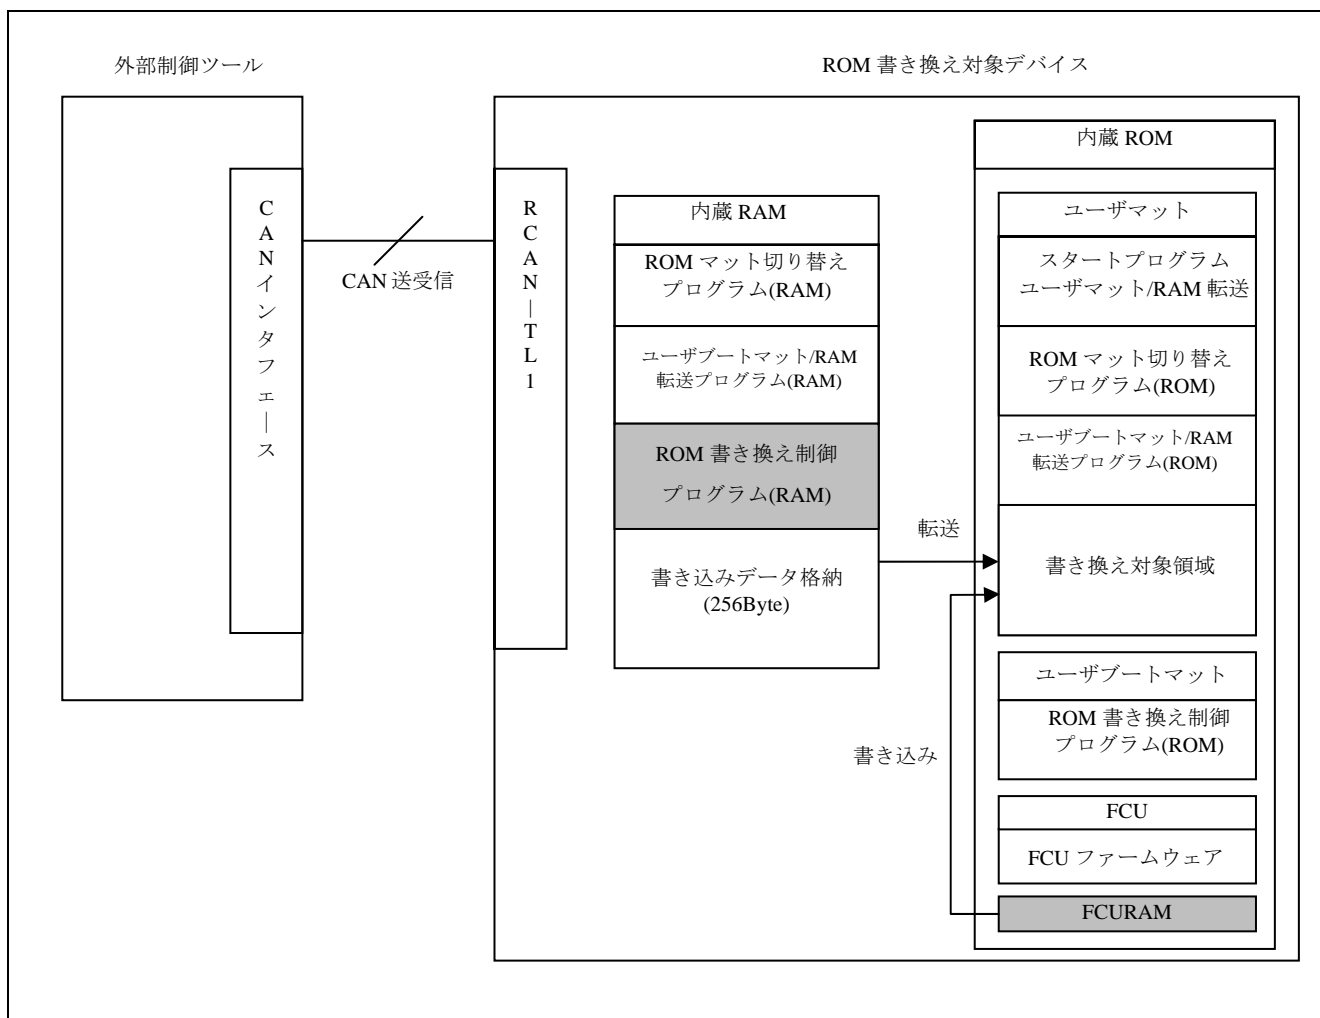 外部制御ツール
ROM 書き換え対象デバイス
CANインタフェース
CAN 送受信
RCAN-TL1
内蔵 RAM
ROM マット切り替え
プログラム(RAM)
ユーザブートマット/RAM
転送プログラム(RAM)
ROM 書き換え制御
プログラム(RAM)
書き込みデータ格納
(256Byte)
転送
書き込み
内蔵 ROM
ユーザマット
スタートプログラム
ユーザマット/RAM 転送
ROM マット切り替え
プログラム(ROM)
ユーザブートマット/RAM
転送プログラム(ROM)
書き換え対象領域
ユーザブートマット
ROM 書き換え制御
プログラム(ROM)
FCU
FCU ファームウェア
FCURAM